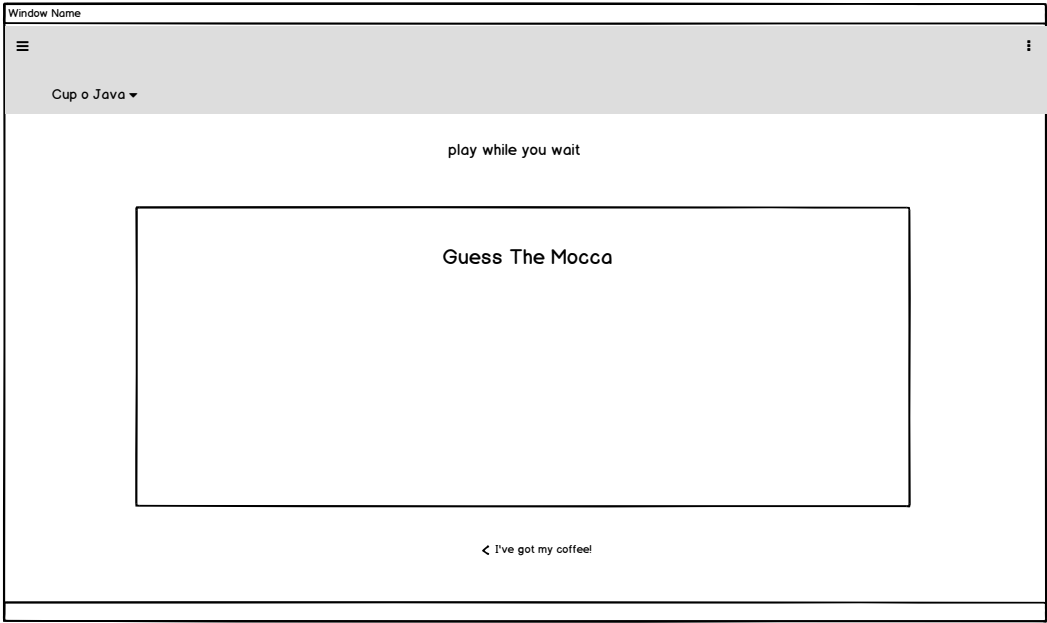 Window Name
Cup o Java
play while you wait
Guess The Mocca
I've got my coffee!